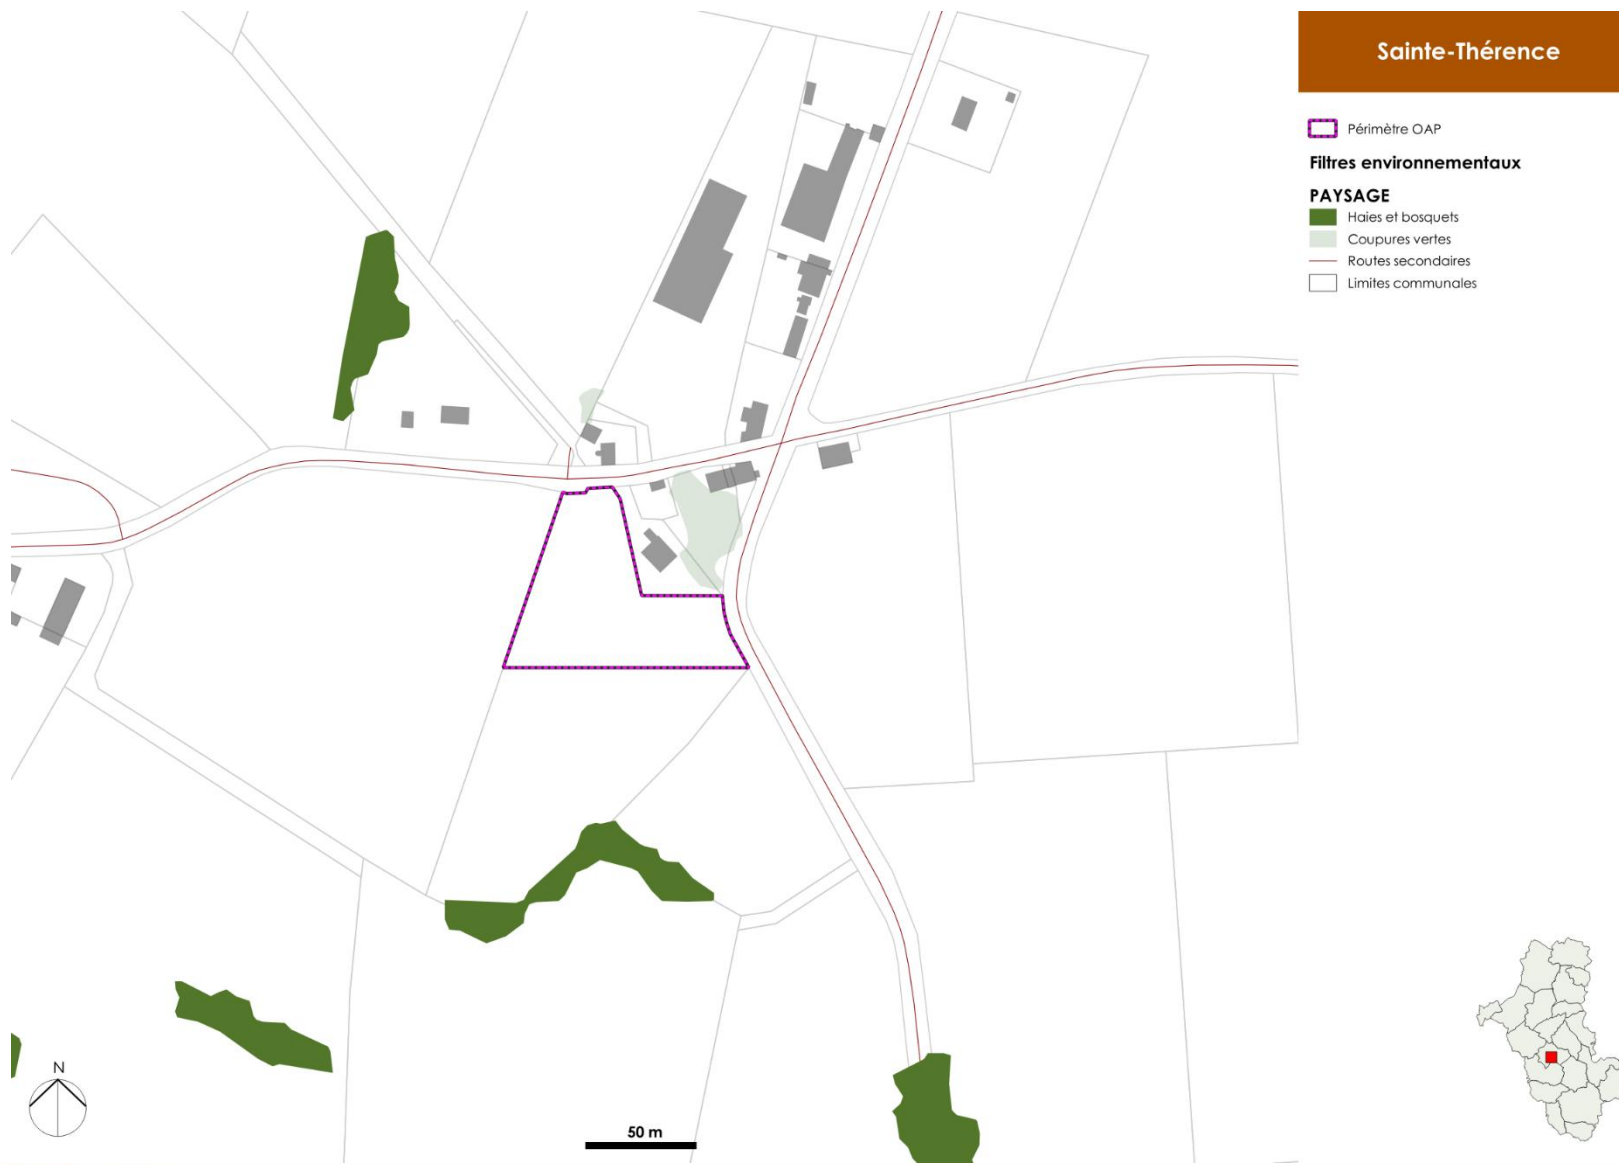 Sainte-Thérence
Périmètre OAP
Filtres environnementaux
PAYSAGE
Haies et bosquets
Coupures vertes
Routes secondaires
Limites communales
N
50 m